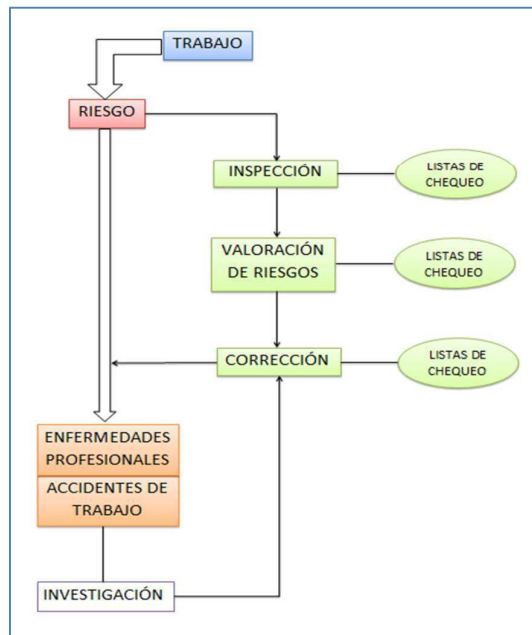 TRABAJO
RIESGO
INSPECCIÓN
LISTAS DE
CHEQUEO
VALORACIÓN
DE RIESGOS
LISTAS DE
CHEQUEO
CORRECCIÓN
LISTAS DE
CHEQUEO
ENFERMEDADES
PROFESIONALES
ACCIDENTES DE
TRABAJO
INVESTIGACIÓN